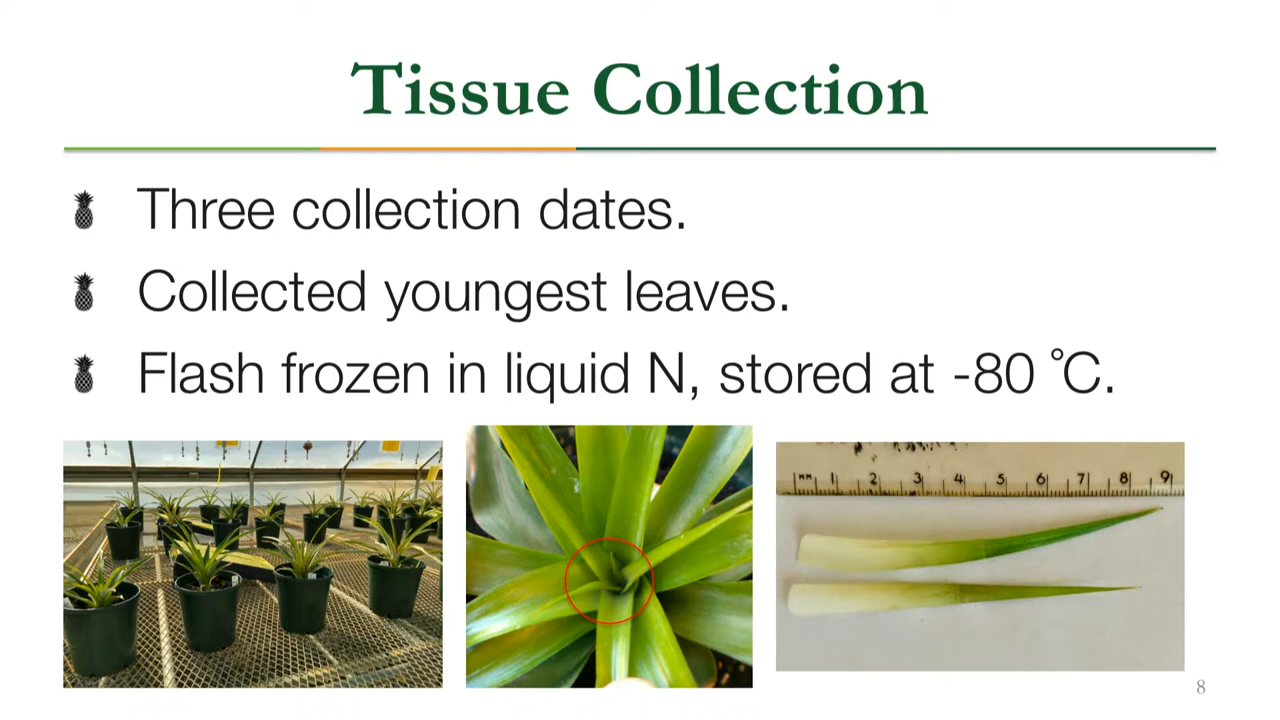 Tissue Collection
Three collection dates.
Collected youngest leaves.
Flash frozen in liquid N, stored at -80 °C.
mm 1 2 3 4 5 6 7 8 9
8